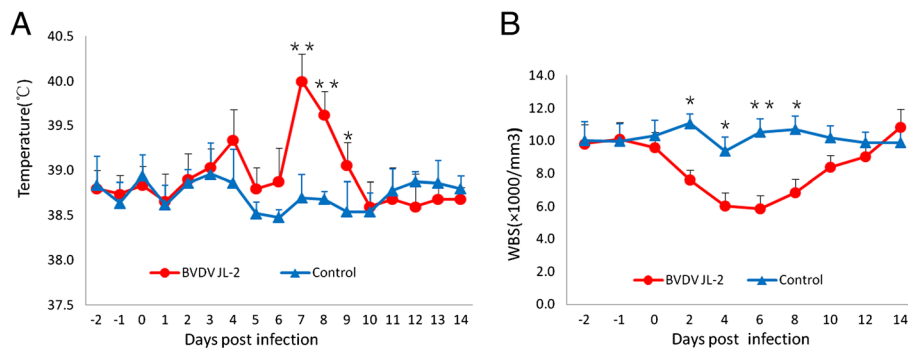 A
Temperature(℃)
40.5
40.0
39.5
39.0
38.5
38.0
37.5
* *
* *
*
BVDV JL-2
Control
-2 -1 0 1 2 3 4 5 6 7 8 9 10 11 12 13 14
Days post infection
B
WBS(×1000/mm3)
14.0
12.0
10.0
8.0
6.0
4.0
2.0
0.0
*
*
* *
*
BVDV JL-2
Control
-2 -1 0 2 4 6 8 10 12 14
Days post infection